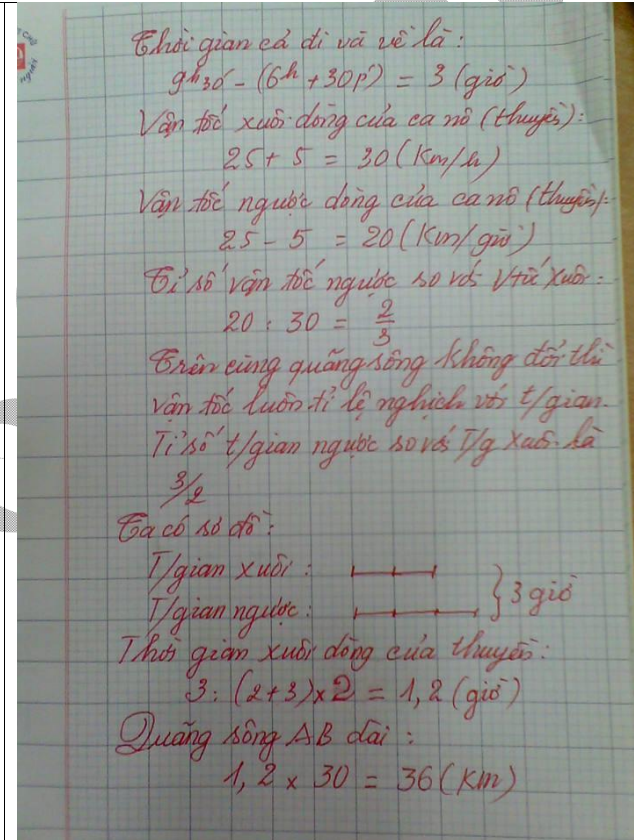 Thời gian cả đi và về là:
9h30' - (6h + 30p') = 3 (giờ)
Vận tốc xuôi dòng của ca nô (thuyền):
25 + 5 = 30 (Km/h)
Vận tốc ngược dòng của ca nô (thuyền):
25 - 5 = 20 (Km/giờ)
Tỉ số vận tốc ngược so với xuôi:
20 : 30 = 2/3
Trên cùng quãng sông không đổi thì
vận tốc luôn tỉ lệ nghịch với t/gian.
Tỉ số t/gian ngược so với T/g xuôi là
3/2
Ta có sơ đồ:
T/gian xuôi :
T/gian ngược :
} 3 giờ
Thời gian xuôi dòng của thuyền:
3 : (2+3) x 2 = 1,2 (giờ)
Quãng sông AB dài :
1,2 x 30 = 36 (Km)